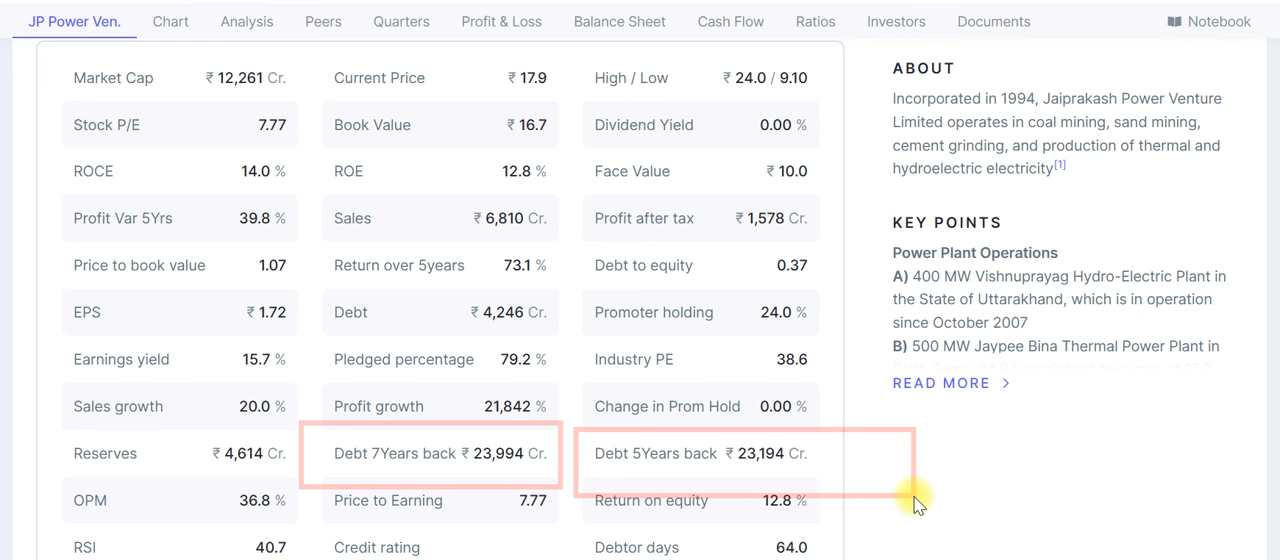 JP Power Ven. Chart Analysis Peers Quarters Profit & Loss Balance Sheet Cash Flow Ratios Investors Documents Notebook
Market Cap ₹ 12,261 Cr. Current Price ₹ 17.9 High / Low ₹ 24.0 / 9.10
Stock P/E 7.77 Book Value ₹ 16.7 Dividend Yield 0.00 %
ROCE 14.0 % ROE 12.8 % Face Value ₹ 10.0
Profit Var 5Yrs 39.8 % Sales ₹ 6,810 Cr. Profit after tax ₹ 1,578 Cr.
Price to book value 1.07 Return over 5years 73.1 % Debt to equity 0.37
EPS ₹ 1.72 Debt ₹ 4,246 Cr. Promoter holding 24.0 %
Earnings yield 15.7 % Pledged percentage 79.2 % Industry PE 38.6
Sales growth 20.0 % Profit growth 21,842 % Change in Prom Hold 0.00 %
Reserves ₹ 4,614 Cr. Debt 7Years back ₹ 23,994 Cr. Debt 5Years back ₹ 23,194 Cr.
OPM 36.8 % Price to Earning 7.77 Return on equity 12.8 %
RSI 40.7 Credit rating Debtor days 64.0
ABOUT
Incorporated in 1994, Jaiprakash Power Venture
Limited operates in coal mining, sand mining,
cement grinding, and production of thermal and
hydroelectric electricity[1]
KEY POINTS
Power Plant Operations
A) 400 MW Vishnuprayag Hydro-Electric Plant in
the State of Uttarakhand, which is in operation
since October 2007
B) 500 MW Jaypee Bina Thermal Power Plant in
READ MORE